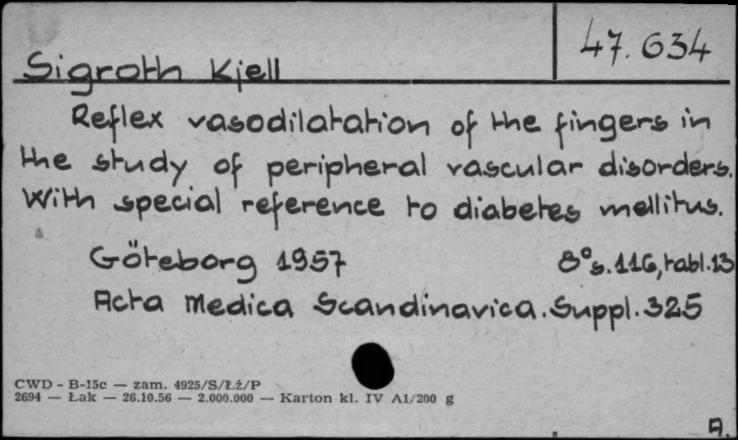 47.634
Sigroth Kjell
Reflex vasodilatation of the fingers in
the study of peripheral vascular disorders.
With special reference to diabetes mellitus.
Göteborg 1957 8° s.116, tabl.13
Acta Medica Scandinavica. Suppl. 325
CWD - B-15c — zam. 4925/S/Łż/P
2694 — Łak — 26.10.56 — 2.000.000 — Karton kl. IV A1/200 g
A.